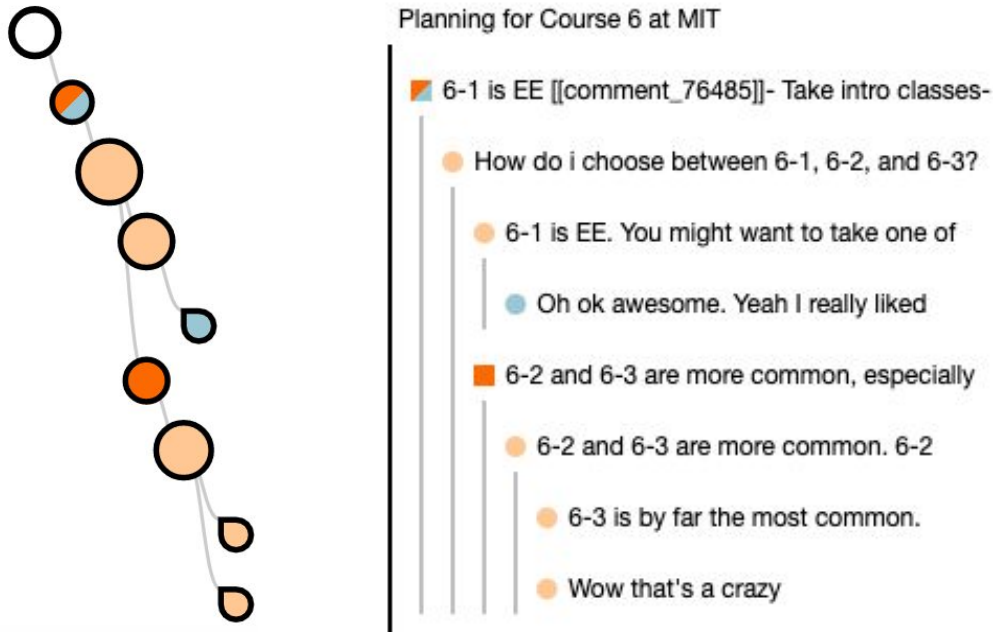 Planning for Course 6 at MIT
6-1 is EE [[comment_76485]]- Take intro classes-
How do i choose between 6-1, 6-2, and 6-3?
6-1 is EE. You might want to take one of
Oh ok awesome. Yeah I really liked
6-2 and 6-3 are more common, especially
6-2 and 6-3 are more common. 6-2
6-3 is by far the most common.
Wow that's a crazy